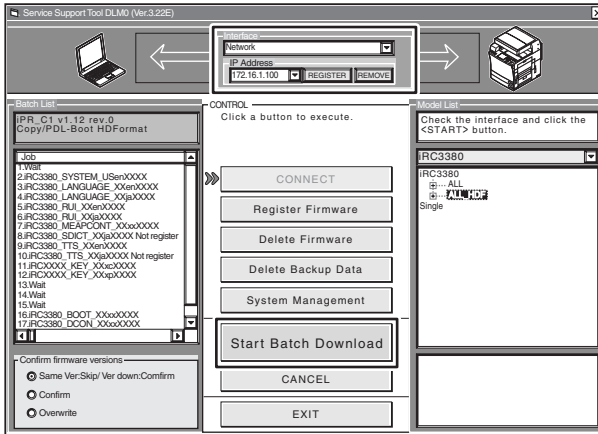 Service Support Tool DLM0 (Ver.3.22E)
Interface
Network
IP Address
172.16.1.100
REGISTER
REMOVE
Batch List
iPR_C1 v1.12 rev.0
Copy/PDL-Boot HDFormat
Job
1.Wait
2.iRC3380_SYSTEM_USenXXXX
3.iRC3380_LANGUAGE_XXenXXXX
4.iRC3380_LANGUAGE_XXjaXXXX
5.iRC3380_RUI_XXenXXXX
6.iRC3380_RUI_XXjaXXXX
7.iRC3380_MEAPCONT_XXxxXXXX
8.iRC3380_SDICT_XXjaXXXX Not register
9.iRC3380_TTS_XXenXXXX
10.iRC3380_TTS_XXjaXXXX Not register
11.iRCXXXX_KEY_XXxcXXXX
12.iRCXXXX_KEY_XXxpXXXX
13.Wait
14.Wait
15.Wait
16.iRC3380_BOOT_XXxxXXXX
17.iRC3380_DCON_XXxxXXXX
Confirm firmware versions
Same Ver:Skip/ Ver down:Comfirm
Confirm
Overwrite
CONTROL
Click a button to execute.
CONNECT
Register Firmware
Delete Firmware
Delete Backup Data
System Management
Start Batch Download
CANCEL
EXIT
Model List
Check the interface and click the
<START> button.
iRC3380
iRC3380
ALL
ALL_HDF
Single